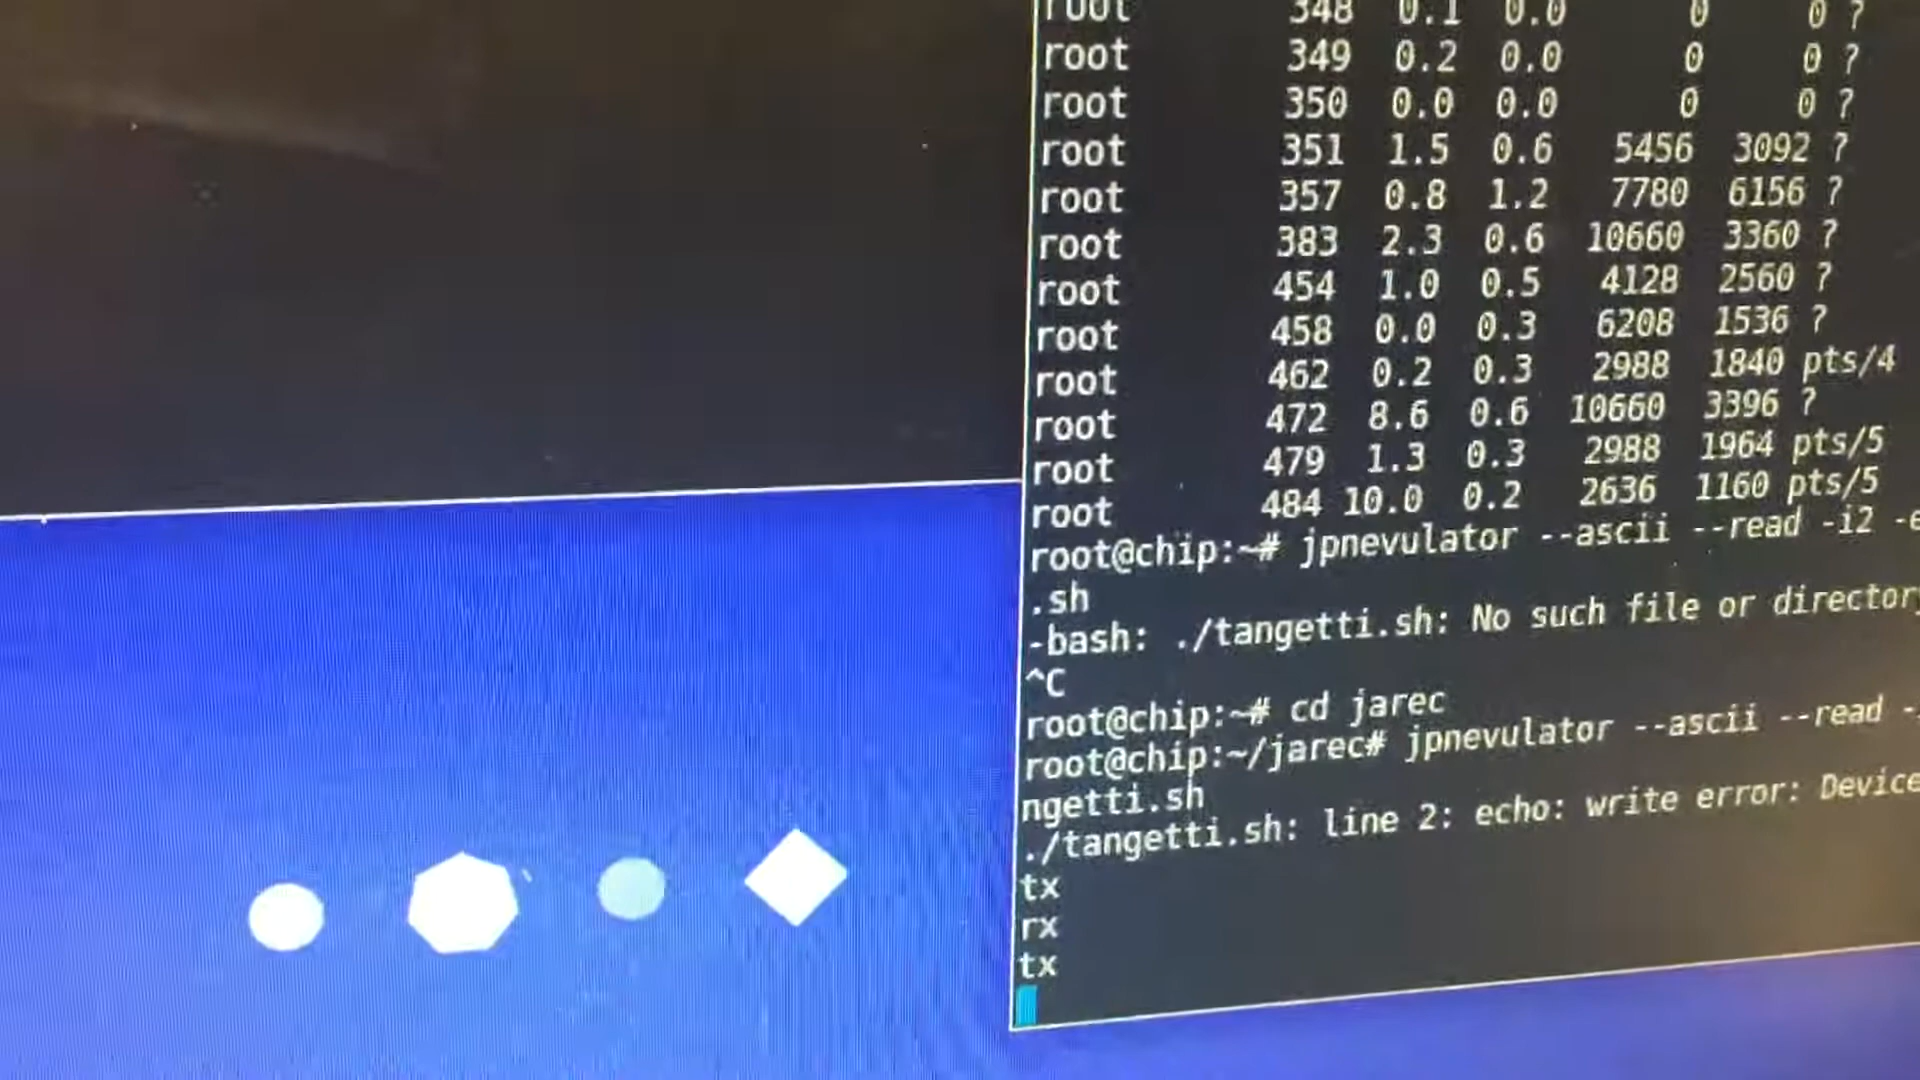 root 348 0.1 0.0 0 0 ?
root 349 0.2 0.0 0 0 ?
root 350 0.0 0.0 0 0 ?
root 351 1.5 0.6 5456 3092 ?
root 357 0.8 1.2 7780 6156 ?
root 383 2.3 0.6 10660 3360 ?
root 454 1.0 0.5 4128 2560 ?
root 458 0.0 0.3 6208 1536 ?
root 462 0.2 0.3 2988 1840 pts/4
root 472 8.6 0.6 10660 3396 ?
root 479 1.3 0.3 2988 1964 pts/5
root 484 10.0 0.2 2636 1160 pts/5
root@chip:~# jpnevulator --ascii --read -i2 -e
.sh
-bash: ./tangetti.sh: No such file or directory
^C
root@chip:~# cd jarec
root@chip:~/jarec# jpnevulator --ascii --read -
ngetti.sh
./tangetti.sh: line 2: echo: write error: Device
tx
rx
tx